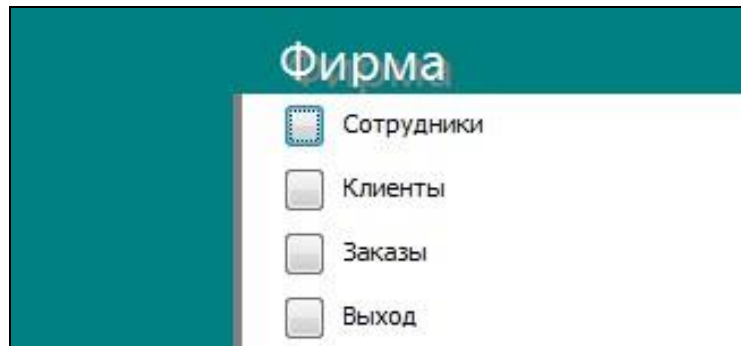 Фирма
Сотрудники
Клиенты
Заказы
Выход